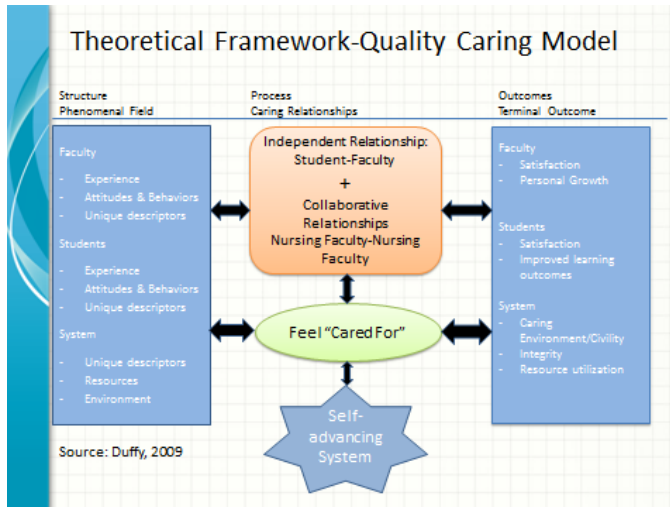 Theoretical Framework-Quality Caring Model
Structure
Phenomenal Field
Process
Caring Relationships
Outcomes
Terminal Outcome
Faculty
- Experience
- Attitudes & Behaviors
- Unique descriptors
Students
- Experience
- Attitudes & Behaviors
- Unique descriptors
System
- Unique descriptors
- Resources
- Environment
Independent Relationship:
Student-Faculty
+
Collaborative
Relationships
Nursing Faculty-Nursing
Faculty
Feel "Cared For"
Self-
advancing
System
Faculty
- Satisfaction
- Personal Growth
Students
- Satisfaction
- Improved learning
outcomes
System
- Caring
Environment/Civility
- Integrity
- Resource utilization
Source: Duffy, 2009